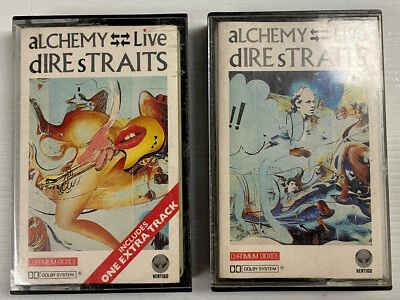 aLCHEMY Live
dIRE sTRAITS
INCLUDES
ONE EXTRA TRACK
CHROMIUM DIOXIDE
DOLBY SYSTEM
VERTIGO
aLCHEMY Live
dIRE sTRAITS
!!
CHROMIUM DIOXIDE
DOLBY SYSTEM
VERTIGO